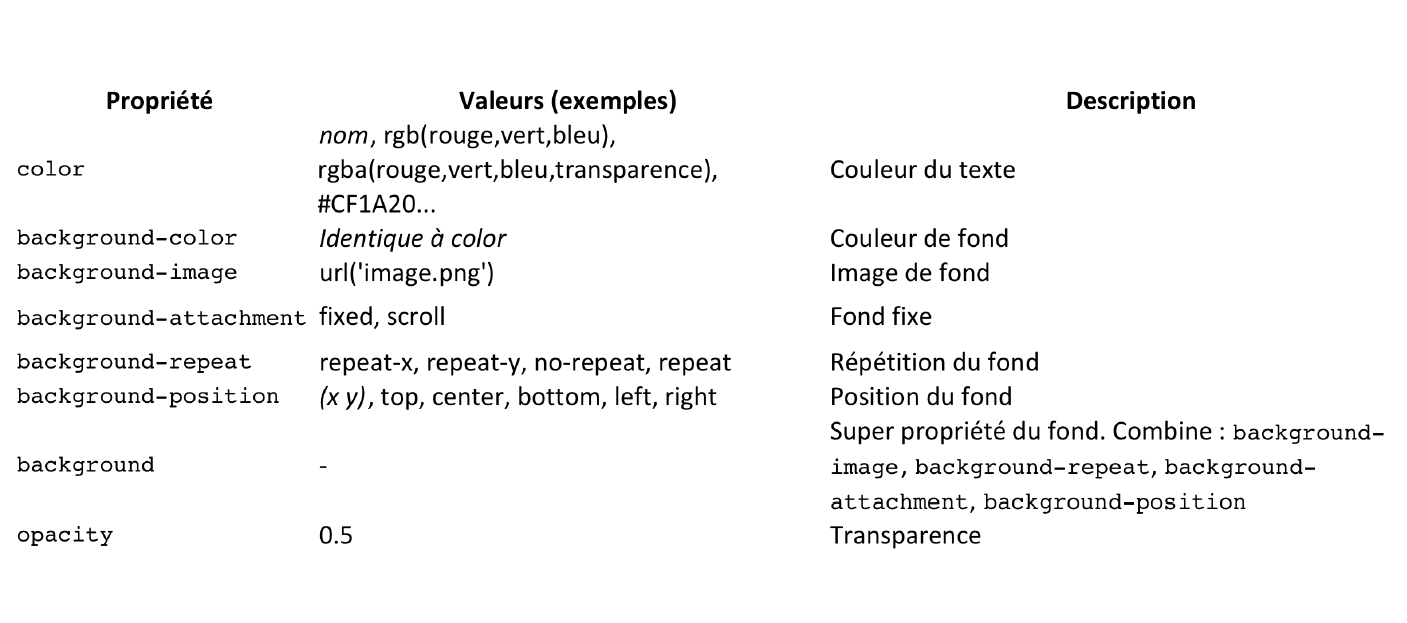 Propriété Valeurs (exemples) Description
nom, rgb(rouge,vert,bleu),
color rgba(rouge,vert,bleu,transparence), Couleur du texte
#CF1A20...
background-color Identique à color Couleur de fond
background-image url('image.png') Image de fond
background-attachment fixed, scroll Fond fixe
background-repeat repeat-x, repeat-y, no-repeat, repeat Répétition du fond
background-position (x y), top, center, bottom, left, right Position du fond
Super propriété du fond. Combine : background-
background - image, background-repeat, background-
attachment, background-position
opacity 0.5 Transparence